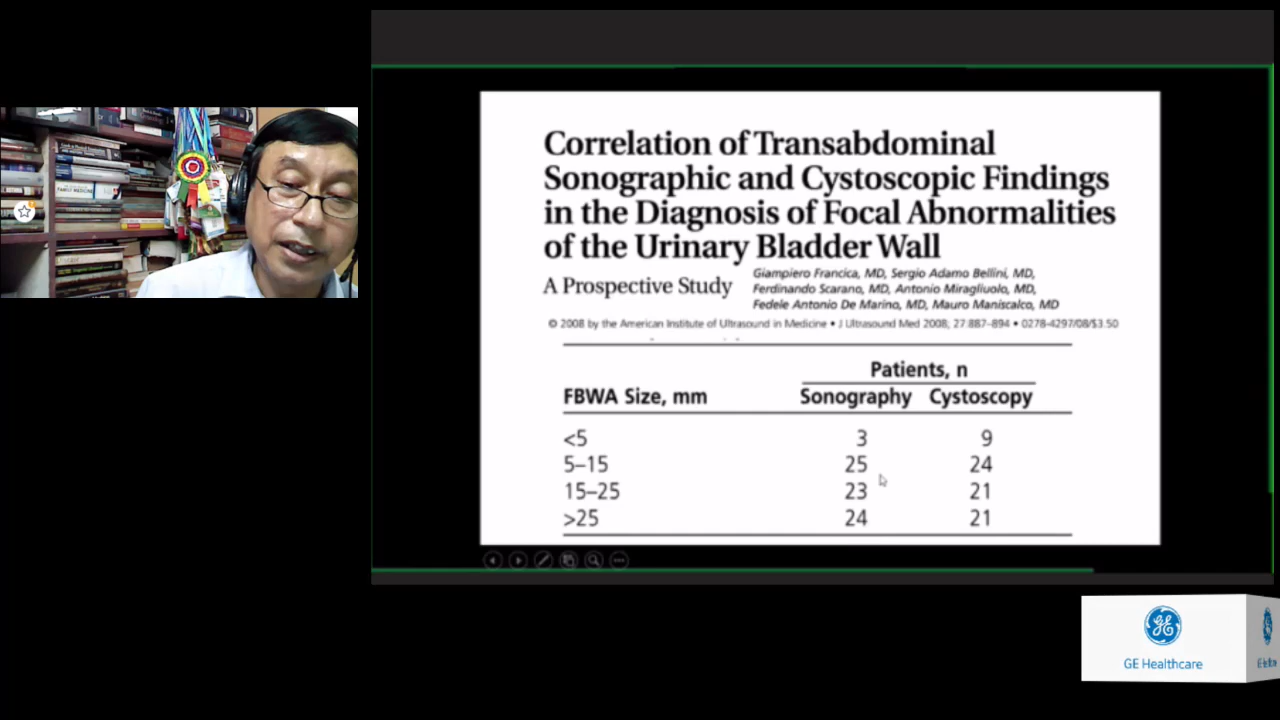 FAMILY MEDICINE
Correlation of Transabdominal
Sonographic and Cystoscopic Findings
in the Diagnosis of Focal Abnormalities
of the Urinary Bladder Wall
A Prospective Study
Giampiero Francica, MD, Sergio Adamo Bellini, MD,
Ferdinando Scarano, MD, Antonio Miragliuolo, MD,
Fedele Antonio De Marino, MD, Mauro Maniscalco, MD
© 2008 by the American Institute of Ultrasound in Medicine • J Ultrasound Med 2008; 27:887–894 • 0278-4297/08/$3.50
Patients, n
FBWA Size, mm Sonography Cystoscopy
<5 3 9
5–15 25 24
15–25 23 21
>25 24 21
GE Healthcare